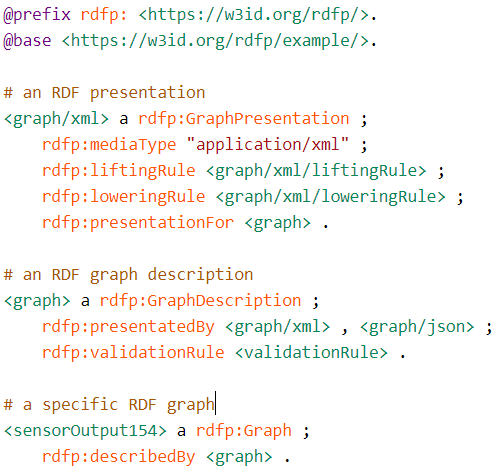 @prefix rdfp: <https://w3id.org/rdfp/>.
@base <https://w3id.org/rdfp/example/>.

# an RDF presentation
<graph/xml> a rdfp:GraphPresentation ;
    rdfp:mediaType "application/xml" ;
    rdfp:liftingRule <graph/xml/liftingRule> ;
    rdfp:loweringRule <graph/xml/loweringRule> ;
    rdfp:presentationFor <graph> .

# an RDF graph description
<graph> a rdfp:GraphDescription ;
    rdfp:presentatedBy <graph/xml> , <graph/json> ;
    rdfp:validationRule <validationRule> .

# a specific RDF graph
<sensorOutput154> a rdfp:Graph ;
    rdfp:describedBy <graph> .